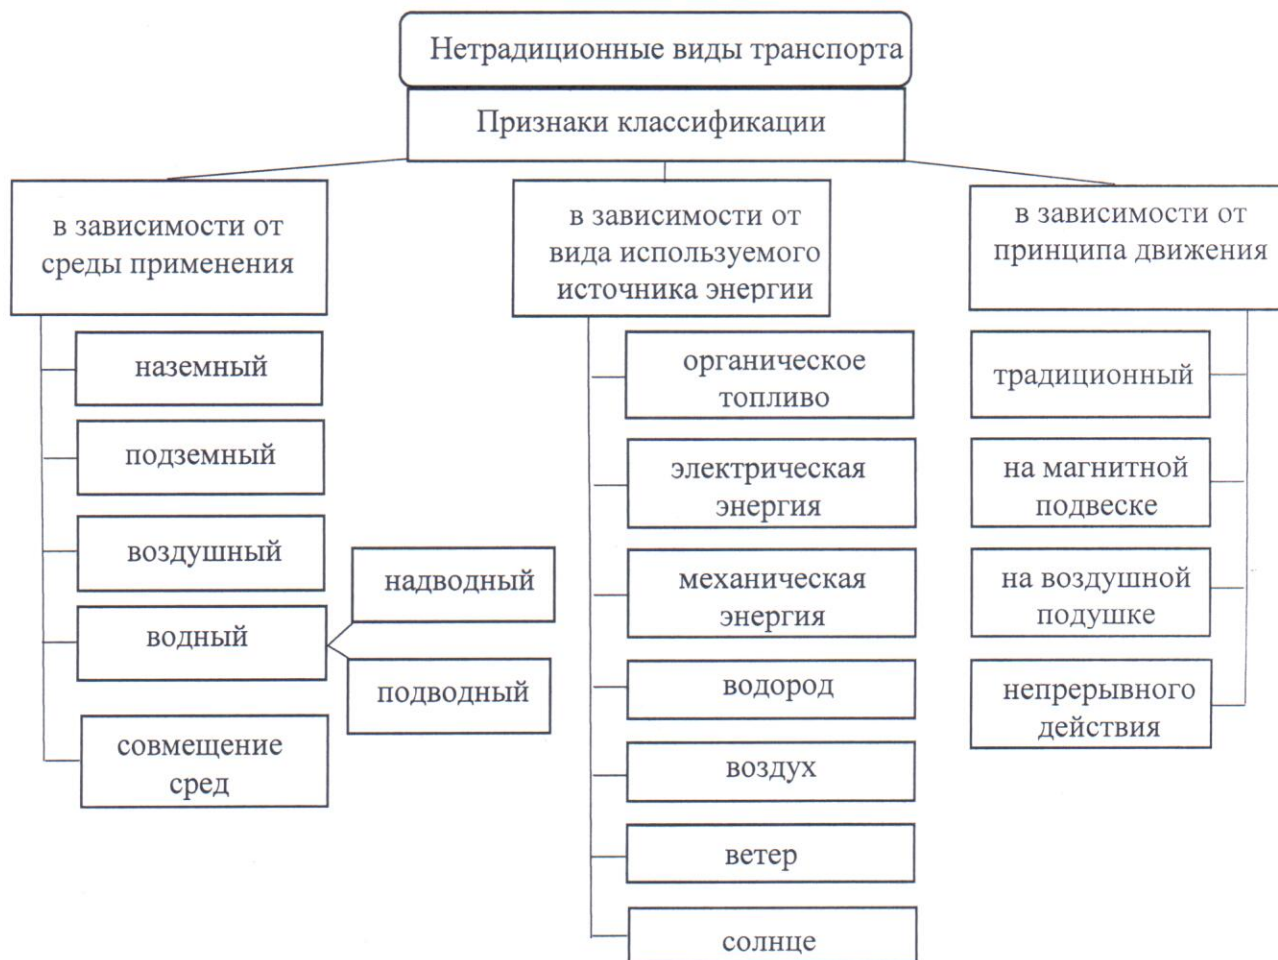 Нетрадиционные виды транспорта
Признаки классификации
в зависимости от
среды применения
наземный
подземный
воздушный
водный
надводный
подводный
совмещение
сред
в зависимости от
вида используемого
источника энергии
органическое
топливо
электрическая
энергия
механическая
энергия
водород
воздух
ветер
солнце
в зависимости от
принципа движения
традиционный
на магнитной
подвеске
на воздушной
подушке
непрерывного
действия